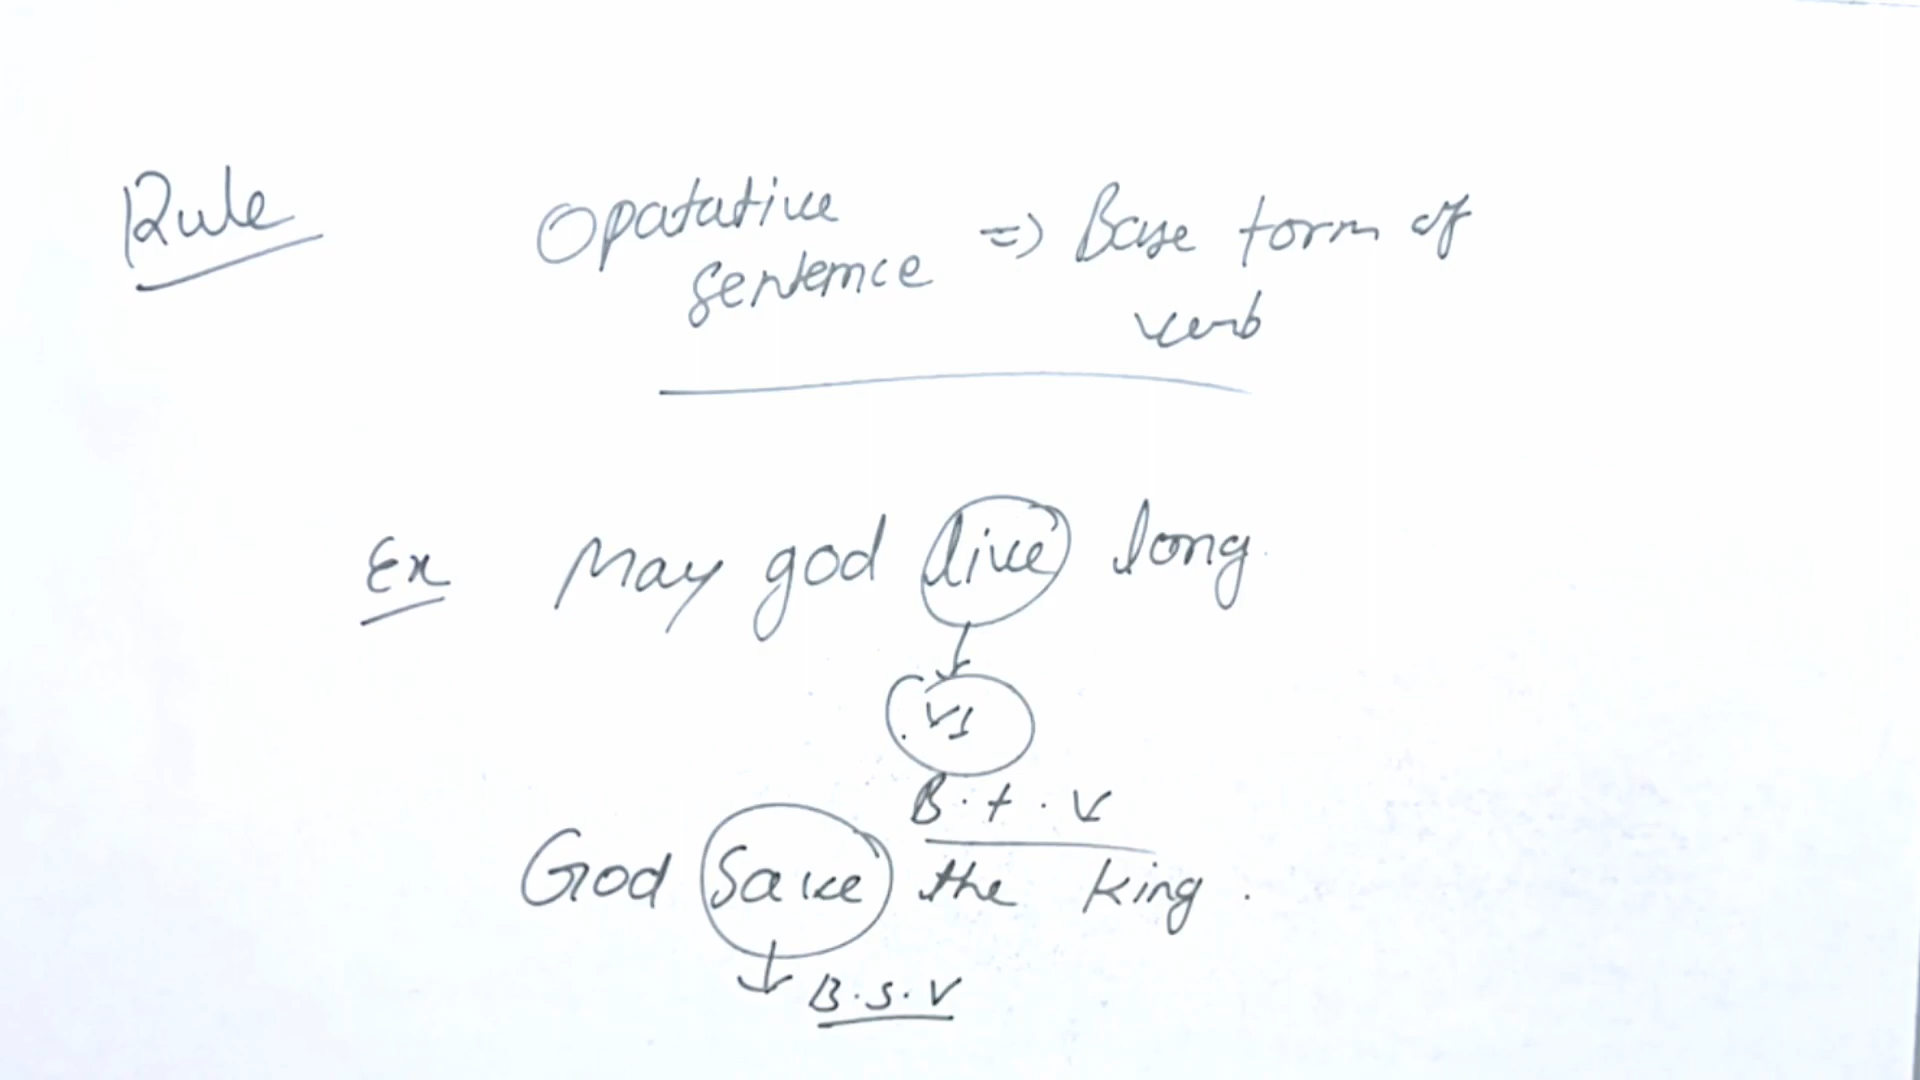 Rule
Opatative => Base form of
sentence verb
Ex May god live long.
V1
B. f. V
God Save the King.
B.s.V